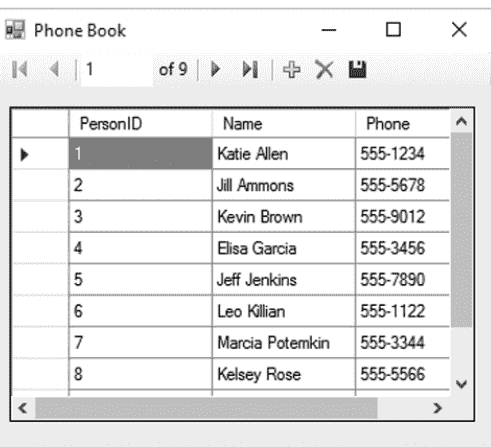 Phone Book
1 of 9
PersonID Name Phone
1 Katie Allen 555-1234
2 Jill Ammons 555-5678
3 Kevin Brown 555-9012
4 Elisa Garcia 555-3456
5 Jeff Jenkins 555-7890
6 Leo Killian 555-1122
7 Marcia Potemkin 555-3344
8 Kelsey Rose 555-5566